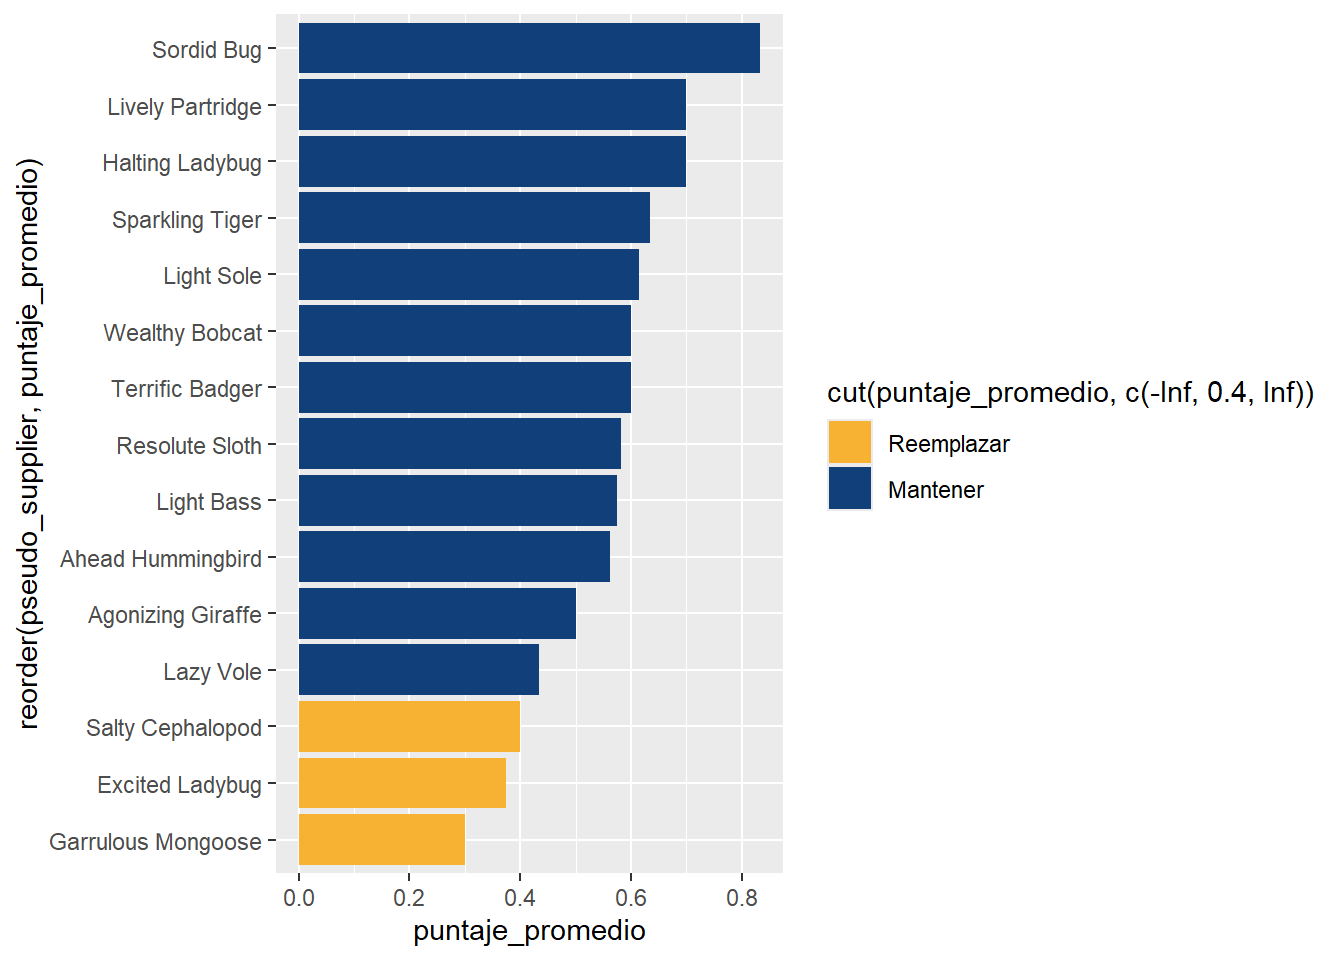 reorder(pseudo_supplier, puntaje_promedio)
Sordid Bug
Lively Partridge
Halting Ladybug
Sparkling Tiger
Light Sole
Wealthy Bobcat
Terrific Badger
Resolute Sloth
Light Bass
Ahead Hummingbird
Agonizing Giraffe
Lazy Vole
Salty Cephalopod
Excited Ladybug
Garrulous Mongoose
0.0 0.2 0.4 0.6 0.8
puntaje_promedio
cut(puntaje_promedio, c(-Inf, 0.4, Inf))
Reemplazar
Mantener